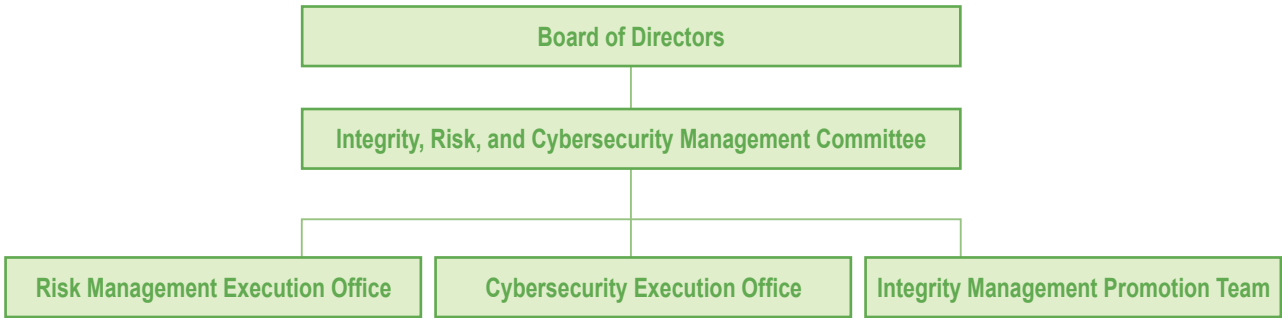 Board of Directors
Integrity, Risk, and Cybersecurity Management Committee
Risk Management Execution Office
Cybersecurity Execution Office
Integrity Management Promotion Team